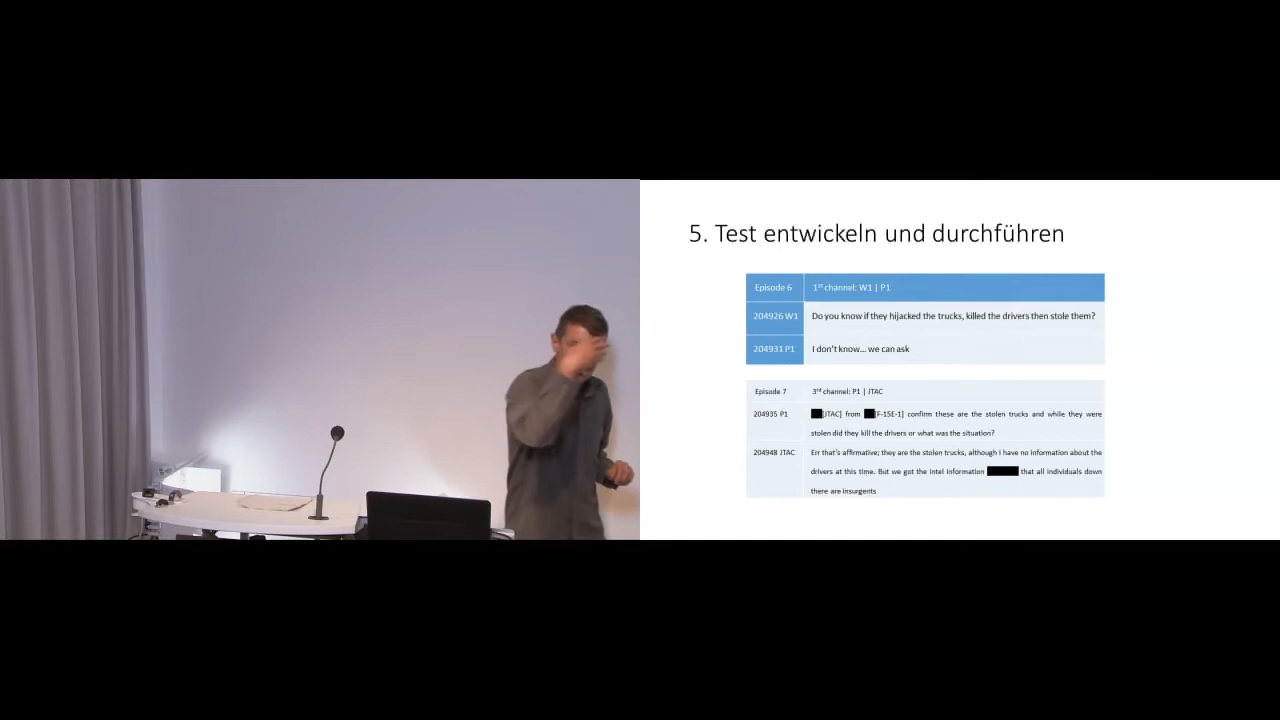 5. Test entwickeln und durchführen
Episode 6 1st channel: W1 | P1
204926 W1 Do you know if they hijacked the trucks, killed the drivers then stole them?
204931 P1 I don't know... we can ask
Episode 7 3rd channel: P1 | JTAC
204935 P1 [JTAC] from [F-15E-1] confirm these are the stolen trucks and while they were
stolen did they kill the drivers or what was the situation?
204948 JTAC Err that's affirmative; they are the stolen trucks, although I have no information about the
drivers at this time. But we got the intel information that all individuals down
there are insurgents